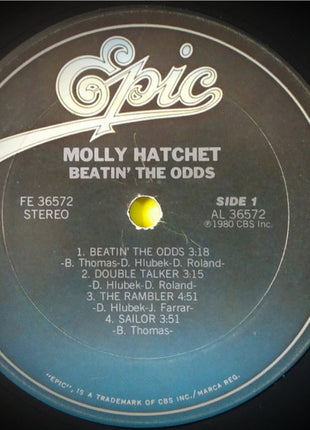 Epic
MOLLY HATCHET
BEATIN' THE ODDS
FE 36572
STEREO
SIDE 1
AL 36572
℗1980 CBS Inc.
1. BEATIN' THE ODDS 3:18
-B. Thomas-D. Hlubek-D. Roland-
2. DOUBLE TALKER 3:15
-D. Hlubek-D. Roland-
3. THE RAMBLER 4:51
-D. Hlubek-J. Farrar-
4. SAILOR 3:51
-B. Thomas-
"EPIC", IS A TRADEMARK OF CBS INC./MARCA REG.